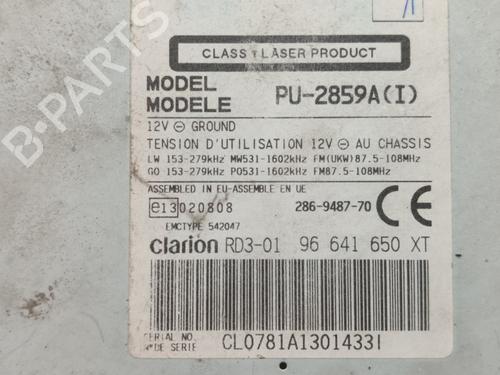 CLASS 1 LASER PRODUCT
MODEL
MODELE
PU-2859A(I)
12V ⊖ GROUND
TENSION D'UTILISATION 12V ⊖ AU CHASSIS
LW 153-279kHz MW531-1602kHz FM(UKW)87.5-108MHz
GO 153-279kHz PO531-1602kHz FM87.5-108MHz
ASSEMBLED IN EU-ASSEMBLE EN UE
e13 020808
286-9487-70 CE
EMCTYPE 542047
clarion RD3-01 96 641 650 XT
SERIAL NO.
N° DE SERIE
CL0781A1301433I
B-PARTS